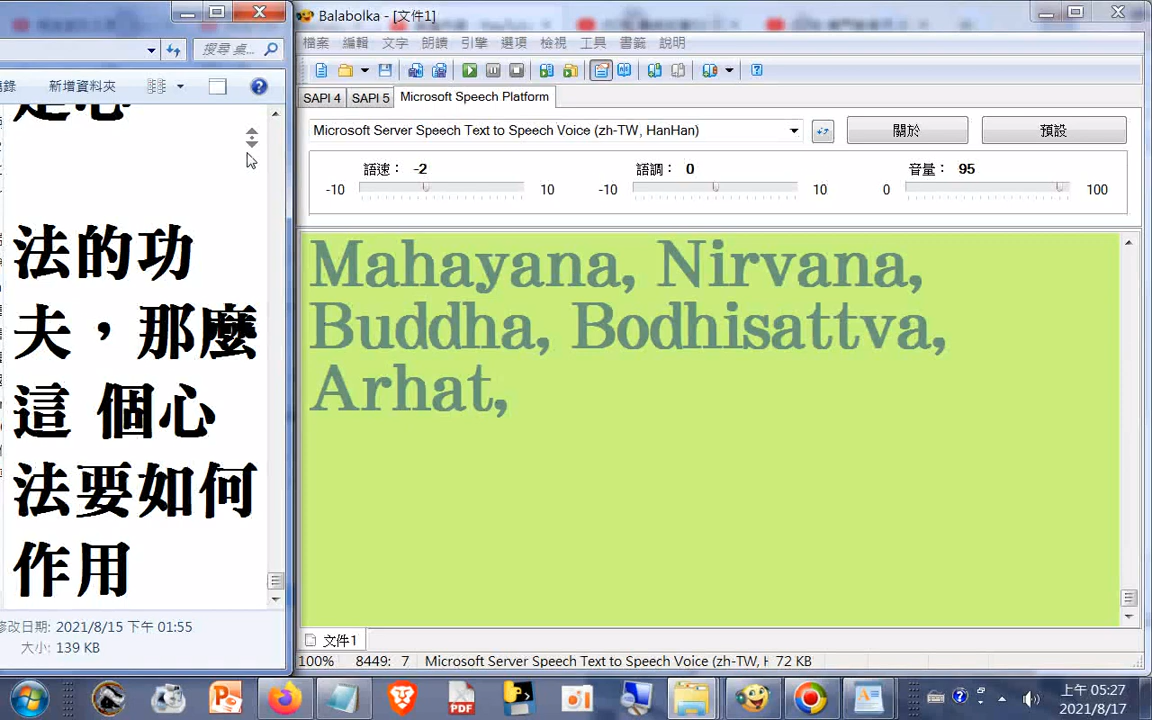 Balabolka - [文件1]
搜尋 桌...
檔案 編輯 文字 朗讀 引擎 選項 檢視 工具 書籤 說明
新增資料夾
SAPI 4 SAPI 5 Microsoft Speech Platform
Microsoft Server Speech Text to Speech Voice (zh-TW, HanHan)
關於
預設
語速： -2
語調： 0
音量： 95
-10 10 -10 10 0 100
是心
法的功
夫，那麼
這 個心
法要如何
作用
Mahayana, Nirvana,
Buddha, Bodhisattva,
Arhat,
修改日期: 2021/8/15 下午 01:55
大小: 139 KB
文件1
100% 8449: 7 Microsoft Server Speech Text to Speech Voice (zh-TW, H 72 KB
上午 05:27
2021/8/17